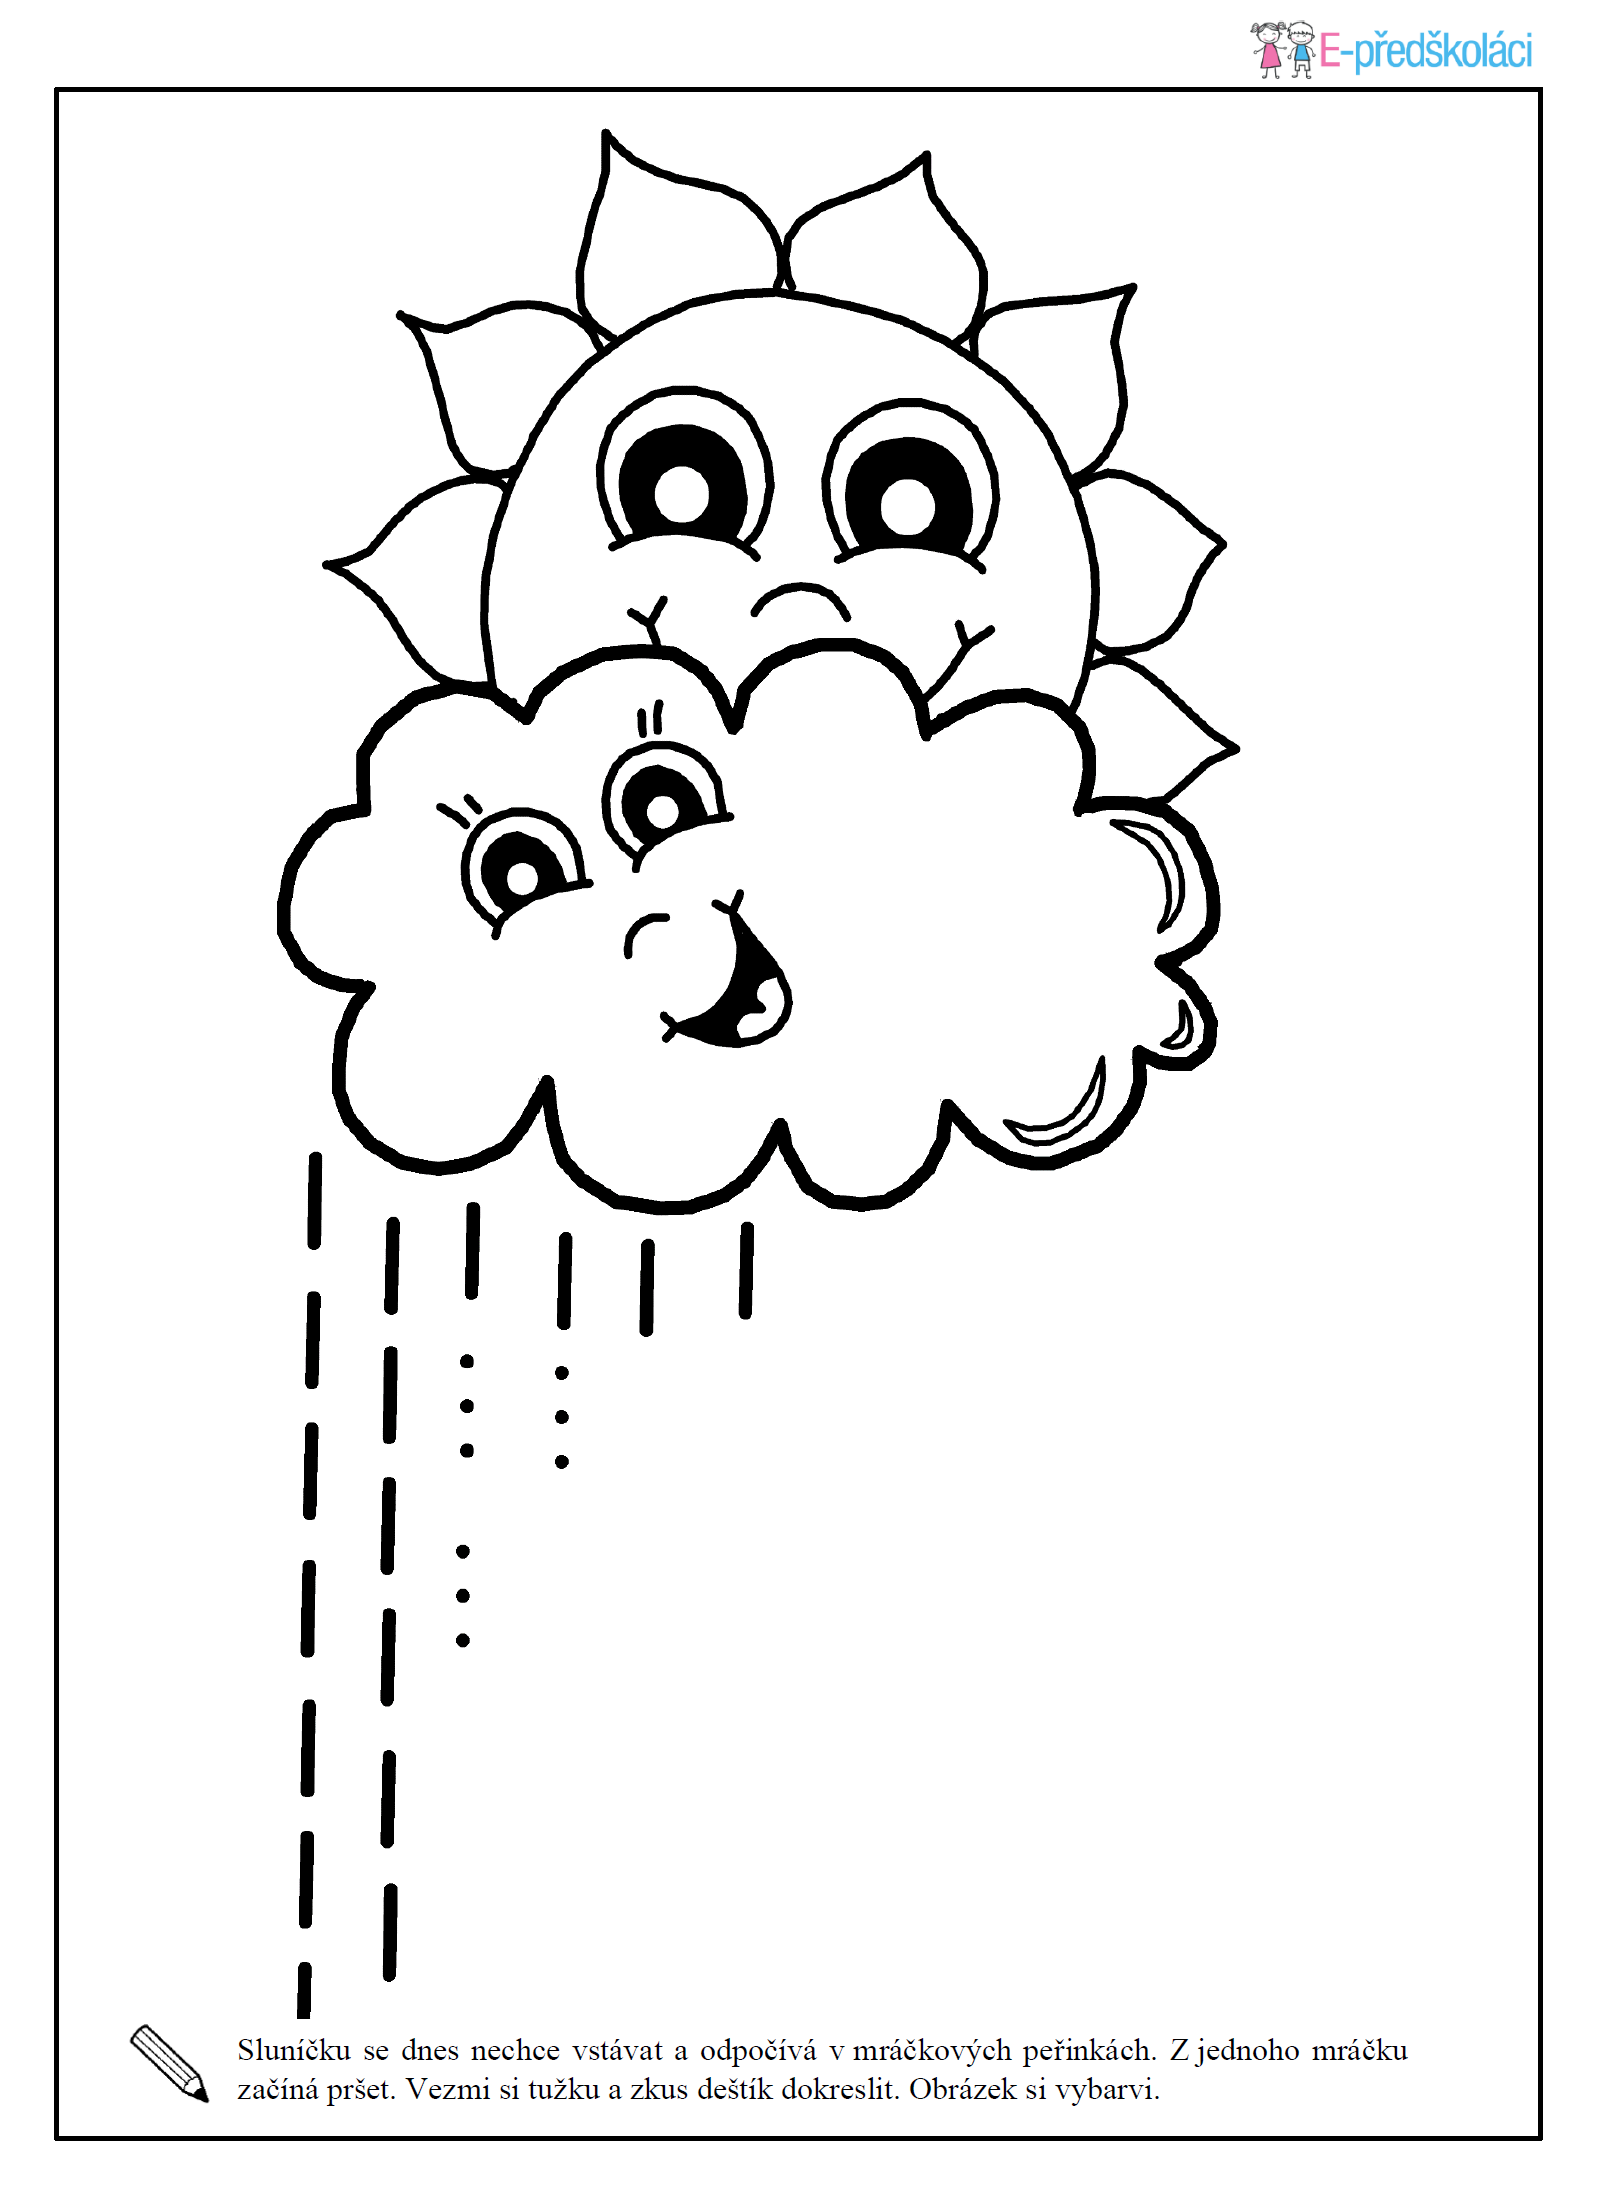 E-předškoláci
Sluníčku se dnes nechce vstávat a odpočívá v mráčkových peřinkách. Z jednoho mráčku
začíná pršet. Vezmi si tužku a zkus deštík dokreslit. Obrázek si vybarvi.